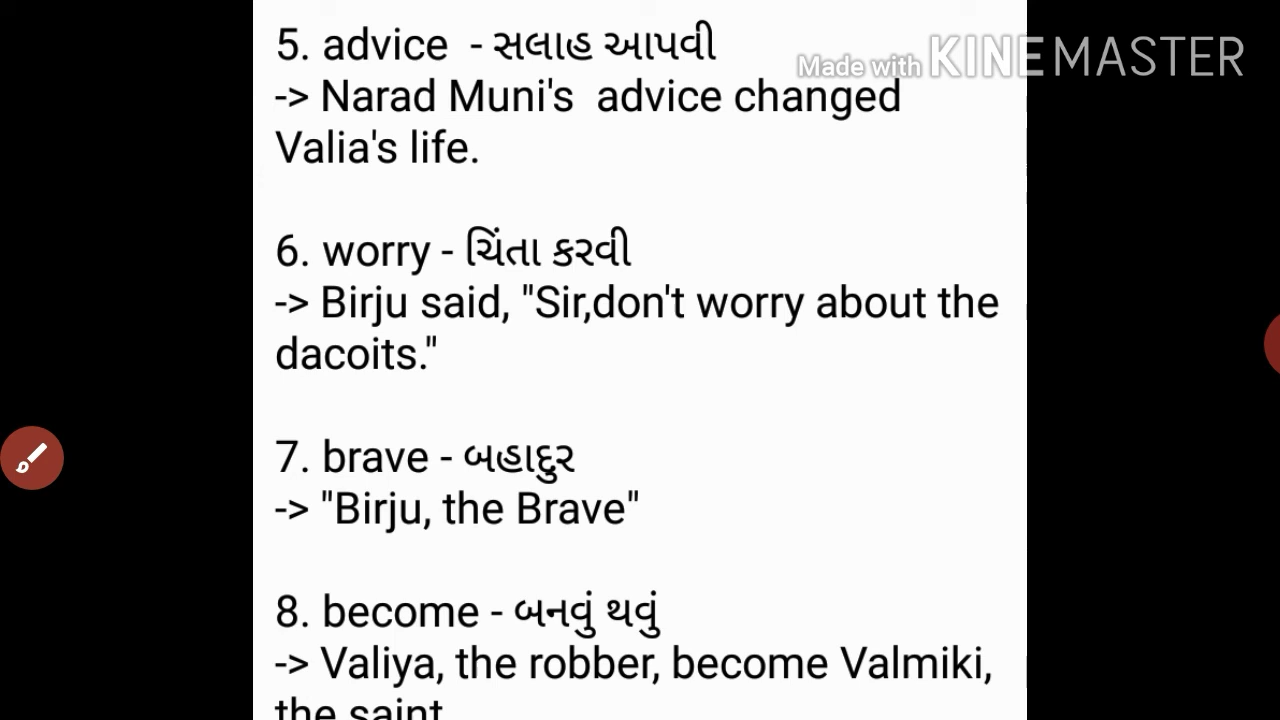 5. advice - સલાહ આપવી
Made with KINEMASTER
-> Narad Muni's advice changed
Valia's life.
6. worry - ચિંતા કરવી
-> Birju said, "Sir,don't worry about the
dacoits."
7. brave - બહાદુર
-> "Birju, the Brave"
8. become - બનવું થવું
-> Valiya, the robber, become Valmiki,
the saint